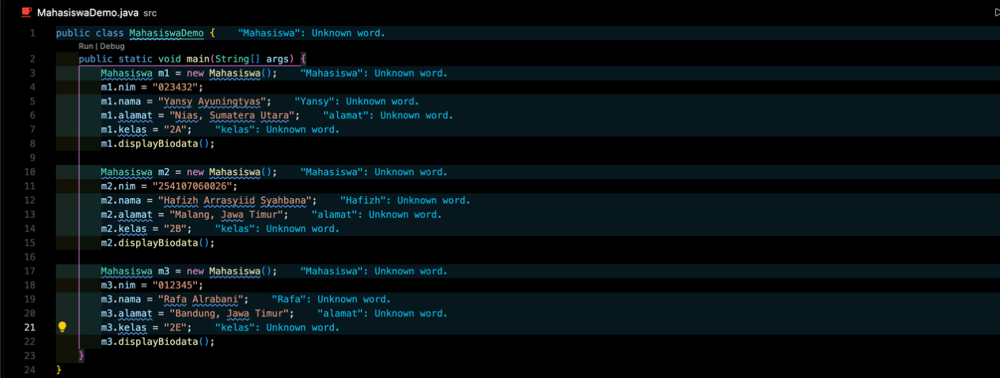 MahasiswaDemo.java src
1 public class MahasiswaDemo { "Mahasiswa": Unknown word.
Run | Debug
2 public static void main(String[] args) {
3 Mahasiswa m1 = new Mahasiswa(); "Mahasiswa": Unknown word.
4 m1.nim = "023432";
5 m1.nama = "Yansy Ayuningtyas"; "Yansy": Unknown word.
6 m1.alamat = "Nias, Sumatera Utara"; "alamat": Unknown word.
7 m1.kelas = "2A"; "kelas": Unknown word.
8 m1.displayBiodata();
9
10 Mahasiswa m2 = new Mahasiswa(); "Mahasiswa": Unknown word.
11 m2.nim = "254107060026";
12 m2.nama = "Hafizh Arrasyiid Syahbana"; "Hafizh": Unknown word.
13 m2.alamat = "Malang, Jawa Timur"; "alamat": Unknown word.
14 m2.kelas = "2B"; "kelas": Unknown word.
15 m2.displayBiodata();
16
17 Mahasiswa m3 = new Mahasiswa(); "Mahasiswa": Unknown word.
18 m3.nim = "012345";
19 m3.nama = "Rafa Alrabani"; "Rafa": Unknown word.
20 m3.alamat = "Bandung, Jawa Timur"; "alamat": Unknown word.
21 m3.kelas = "2E"; "kelas": Unknown word.
22 m3.displayBiodata();
23 }
24 }